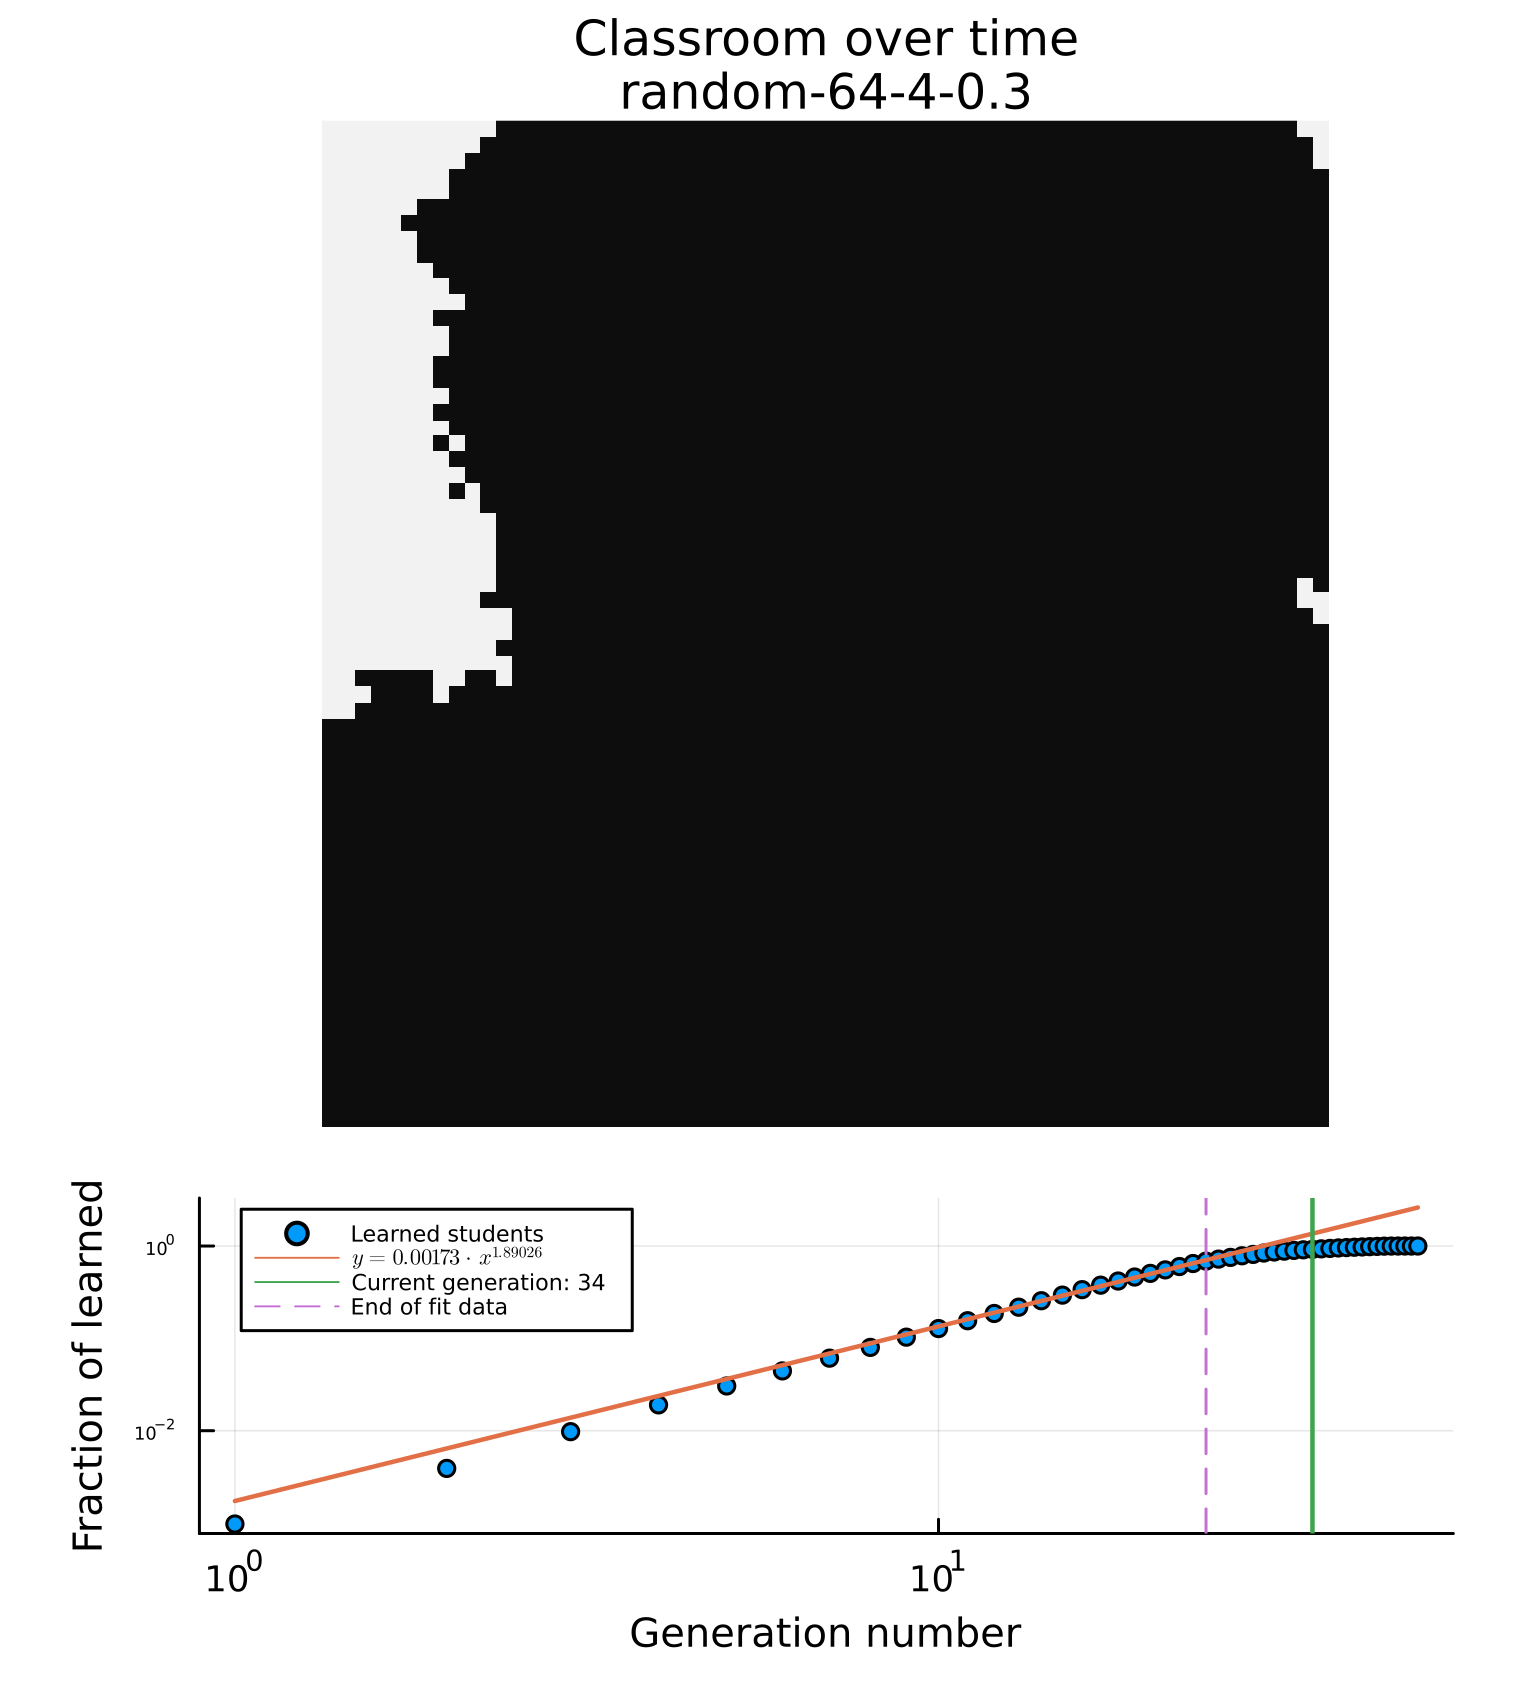 Classroom over time
random-64-4-0.3
Fraction of learned
10^0
10^-2
Learned students
y = 0.00173 · x^1.89026
Current generation: 34
End of fit data
10^0
10^1
Generation number